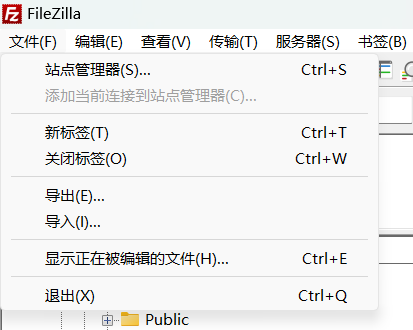 FileZilla
文件(F) 编辑(E) 查看(V) 传输(T) 服务器(S) 书签(B)
站点管理器(S)... Ctrl+S
添加当前连接到站点管理器(C)...
新标签(T) Ctrl+T
关闭标签(O) Ctrl+W
导出(E)...
导入(I)...
显示正在被编辑的文件(H)... Ctrl+E
退出(X) Ctrl+Q
Public